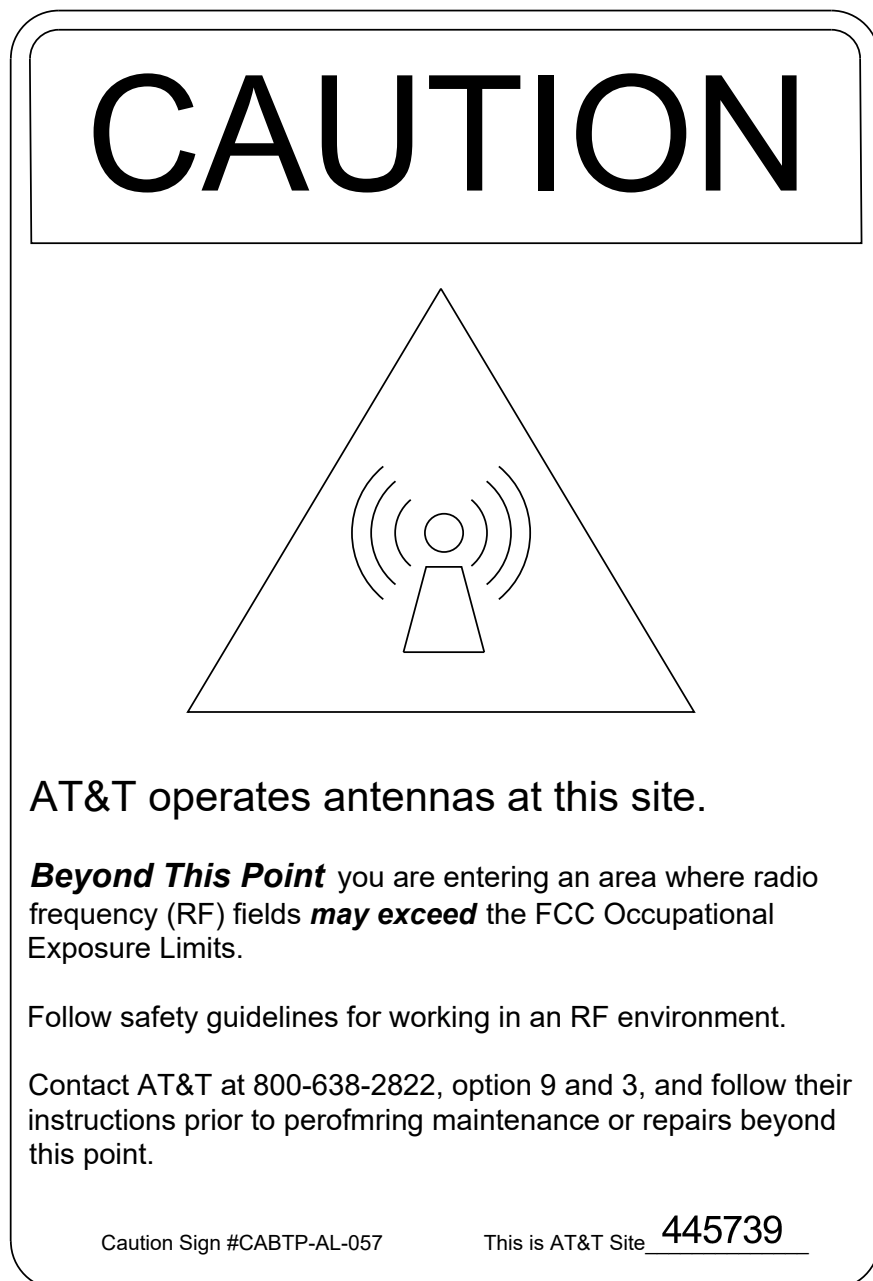 CAUTION
AT&T operates antennas at this site.
Beyond This Point you are entering an area where radio
frequency (RF) fields may exceed the FCC Occupational
Exposure Limits.
Follow safety guidelines for working in an RF environment.
Contact AT&T at 800-638-2822, option 9 and 3, and follow their
instructions prior to perofmring maintenance or repairs beyond
this point.
Caution Sign #CABTP-AL-057 This is AT&T Site 445739